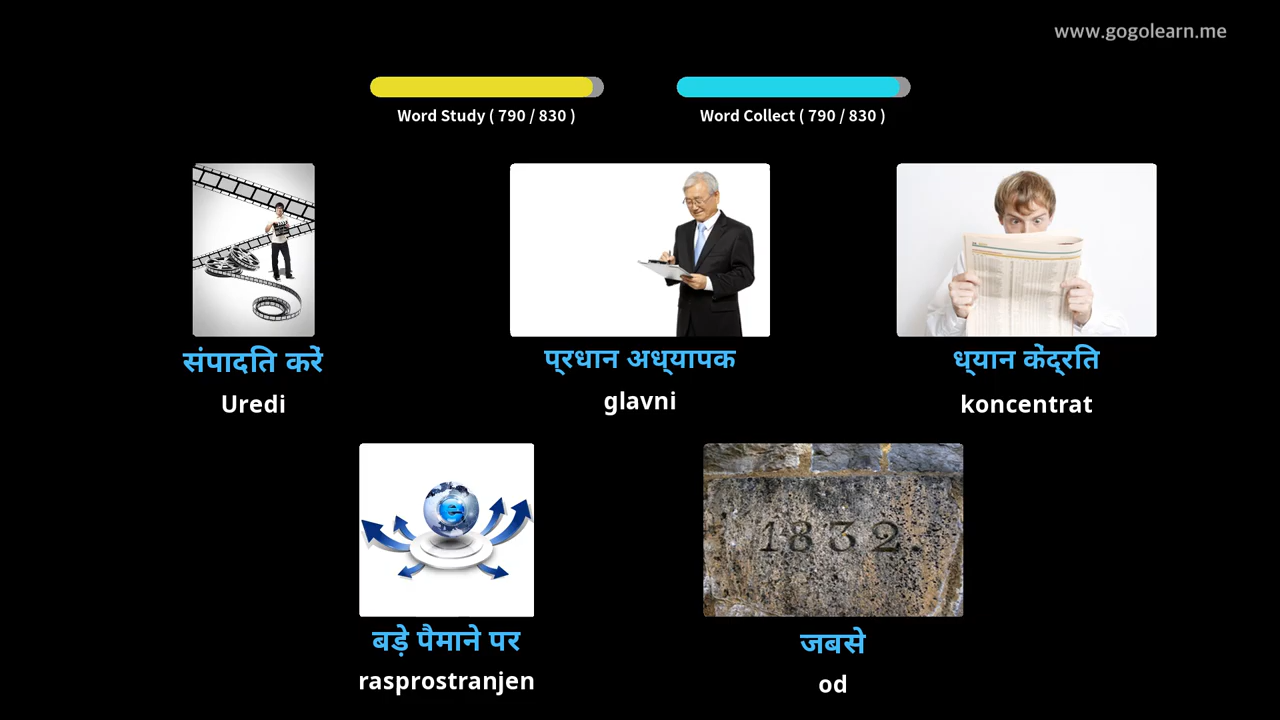 www.gogolearn.me
Word Study ( 790 / 830 )
Word Collect ( 790 / 830 )
संपादति करें
प्रधान अध्यापक
ध्यान केंद्रति
Uredi
glavni
koncentrat
e
1832.
बड़े पैमाने पर
जबसे
rasprostranjen
od